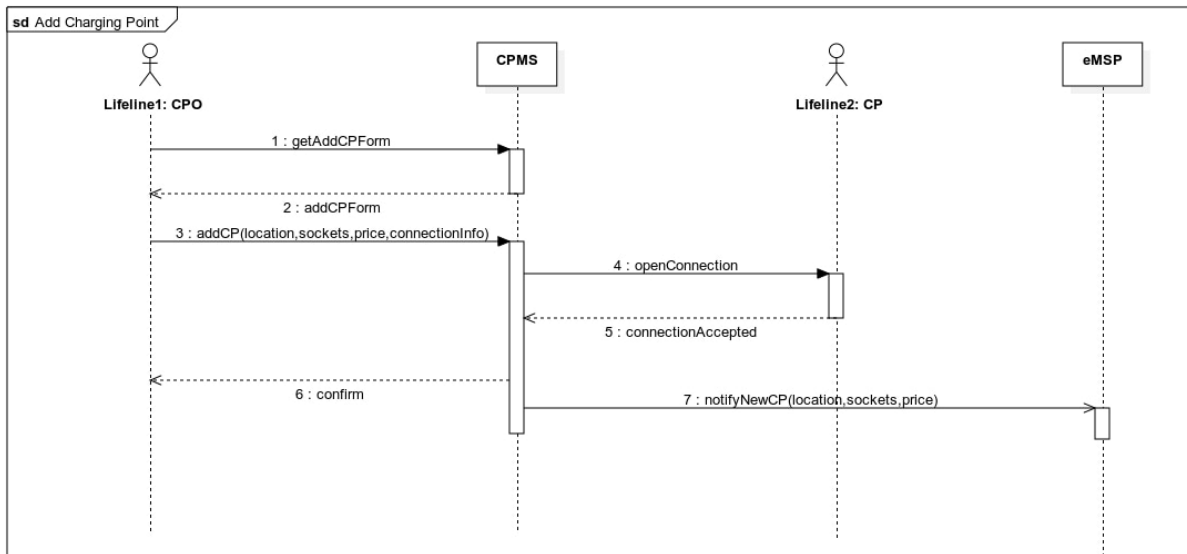 sd Add Charging Point
CPMS
eMSP
Lifeline1: CPO
Lifeline2: CP
1 : getAddCPForm
2 : addCPForm
3 : addCP(location,sockets,price,connectionInfo)
4 : openConnection
5 : connectionAccepted
6 : confirm
7 : notifyNewCP(location,sockets,price)